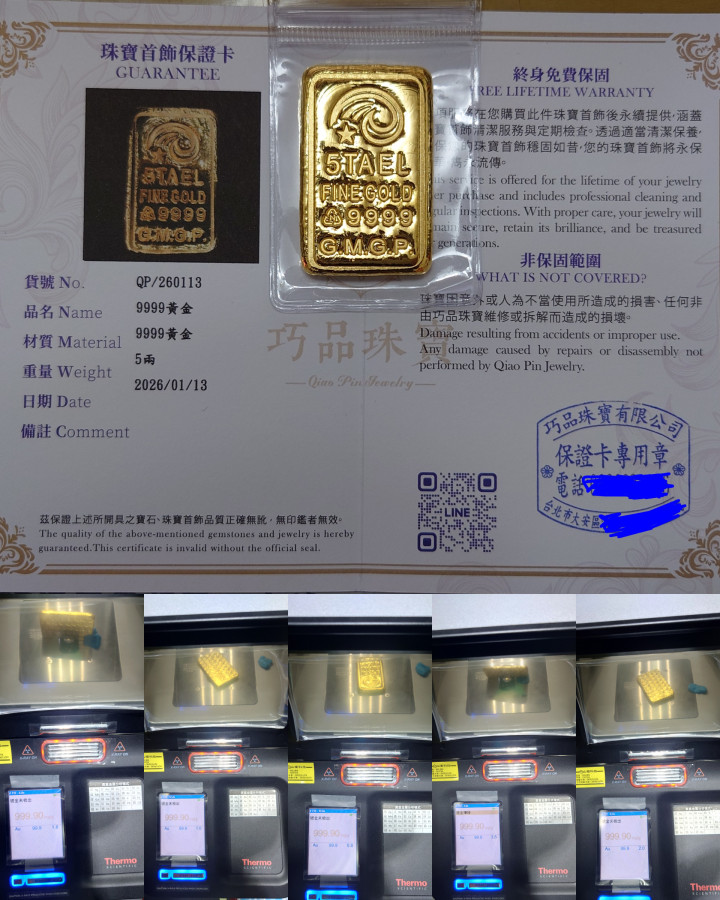 珠寶首飾保證卡
GUARANTEE
5TAEL
FINE GOLD
9999
G.M.G.P.
貨號 No. QP/260113
品名 Name 9999黃金
材質 Material 9999黃金
重量 Weight 5兩
日期 Date 2026/01/13
備註 Comment
茲保證上述所開具之寶石、珠寶首飾品質正確無訛,無印鑑者無效。
The quality of the above-mentioned gemstones and jewelry is hereby
guaranteed.This certificate is invalid without the official seal.
5TAEL
FINE GOLD
9999
G.M.G.P.
巧品珠寶
Qiao Pin Jewelry
終身免費保固
FREE LIFETIME WARRANTY
在您購買此件珠寶首飾後永續提供,涵蓋
首飾清潔服務與定期檢查。透過適當清潔保養,
的珠寶首飾穩固如昔,您的珠寶首飾將永保
流傳。
service is offered for the lifetime of your jewelry
purchase and includes professional cleaning and
inspections. With proper care, your jewelry will
secure, retain its brilliance, and be treasured
generations.
非保固範圍
WHAT IS NOT COVERED?
珠寶因意外或人為不當使用所造成的損害、任何非
由巧品珠寶維修或拆解而造成的損壞。
Damage resulting from accidents or improper use.
Any damage caused by repairs or disassembly not
performed by Qiao Pin Jewelry.
LINE
巧品珠寶有限公司
保證卡專用章
電話
台北市大安區
999.90
Thermo
SCIENTIFIC
999.90
Thermo
SCIENTIFIC
999.90
Thermo
SCIENTIFIC
999.90
Thermo
SCIENTIFIC
999.90
Thermo